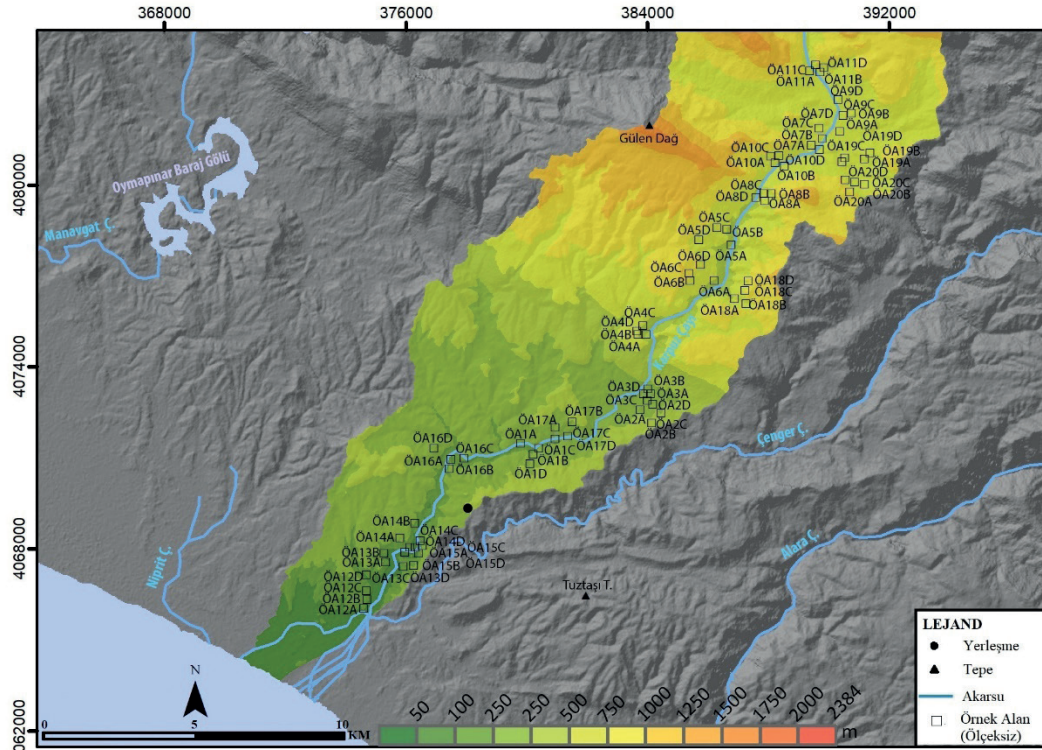 368000 376000 384000 392000
4080000
4074000
4068000
4062000
Oymapınar Baraj Gölü
Manavgat Ç.
Gülen Dağ
Karpuz Çayı
Çenger Ç.
Alara Ç.
Niprit Ç.
Tuztaşı T.
ÖA11D
ÖA11C
ÖA11A
ÖA11B
ÖA9D
ÖA9C
ÖA7D
ÖA9B
ÖA7C
ÖA9A
ÖA7B
ÖA19D
ÖA7A
ÖA19C
ÖA19B
ÖA10C
ÖA10A
ÖA10D
ÖA19A
ÖA10B
ÖA20D
ÖA8C
ÖA20C
ÖA8D
ÖA8B
ÖA20B
ÖA8A
ÖA20A
ÖA5C
ÖA5D
ÖA5B
ÖA5A
ÖA6D
ÖA6C
ÖA6B
ÖA6A
ÖA18D
ÖA18C
ÖA18A
ÖA18B
ÖA4C
ÖA4D
ÖA4B
ÖA4A
ÖA3D
ÖA3B
ÖA3C
ÖA3A
ÖA2A
ÖA2D
ÖA2C
ÖA2B
ÖA17B
ÖA17A
ÖA17C
ÖA17D
ÖA16D
ÖA16C
ÖA1A
ÖA16A
ÖA1C
ÖA16B
ÖA1B
ÖA1D
ÖA14B
ÖA14C
ÖA14A
ÖA14D
ÖA13B
ÖA15A
ÖA15C
ÖA13A
ÖA15B
ÖA15D
ÖA12D
ÖA13C
ÖA13D
ÖA12C
ÖA12B
ÖA12A
LEJAND
Yerleşme
Tepe
Akarsu
Örnek Alan
(Ölçeksiz)
N
0 5 10
KM
50 100 250 250 500 750 1000 1250 1500 1750 2000 2384
m